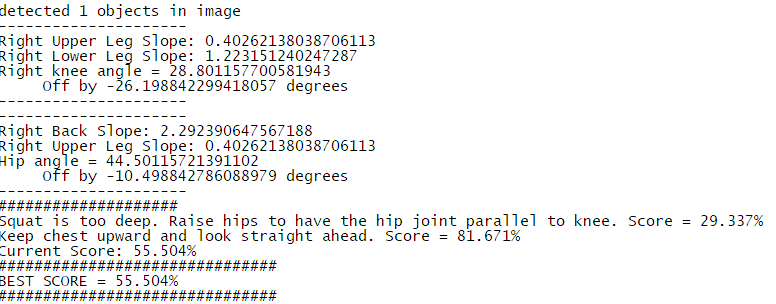 detected 1 objects in image
---------------------
Right Upper Leg Slope: 0.40262138038706113
Right Lower Leg Slope: 1.223151240247287
Right knee angle = 28.801157700581943
     Off by -26.198842299418057 degrees
---------------------
---------------------
Right Back Slope: 2.292390647567188
Right Upper Leg Slope: 0.40262138038706113
Hip angle = 44.50115721391102
     Off by -10.498842786088979 degrees
---------------------
####################
Squat is too deep. Raise hips to have the hip joint parallel to knee. Score = 29.337%
Keep chest upward and look straight ahead. Score = 81.671%
Current Score: 55.504%
###############################
BEST SCORE = 55.504%
###############################